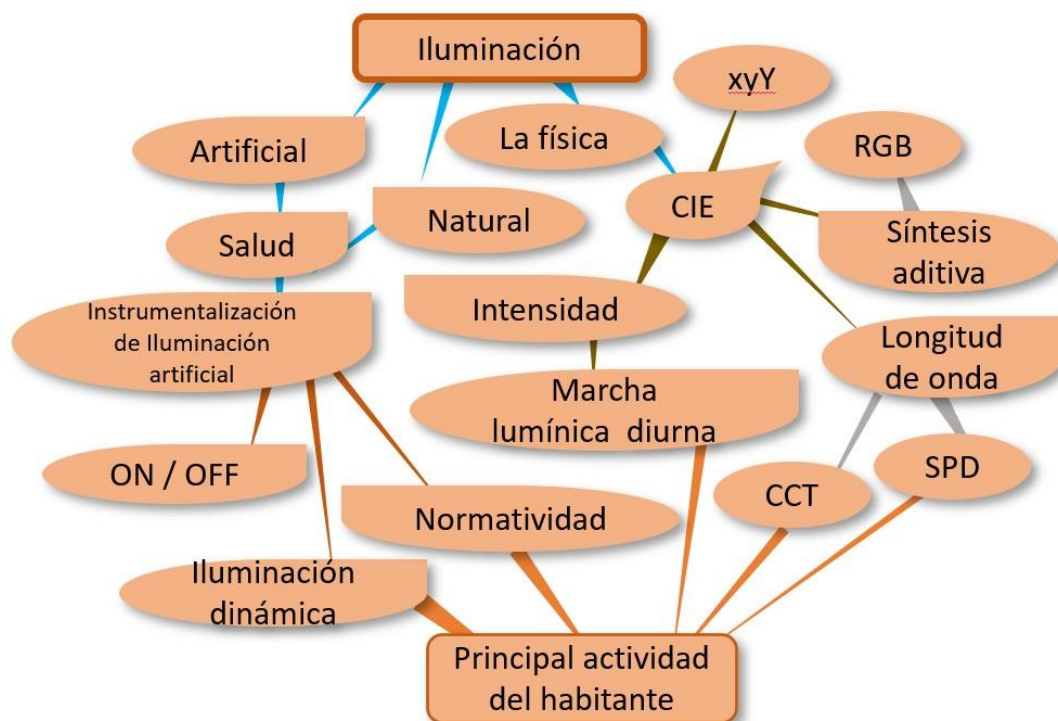 Iluminación
xyY
Artificial
La física
RGB
Salud
Natural
CIE
Síntesis
aditiva
Instrumentalización
de Iluminación
artificial
Intensidad
Longitud
de onda
Marcha
lumínica diurna
ON / OFF
Normatividad
CCT
SPD
Iluminación
dinámica
Principal actividad
del habitante